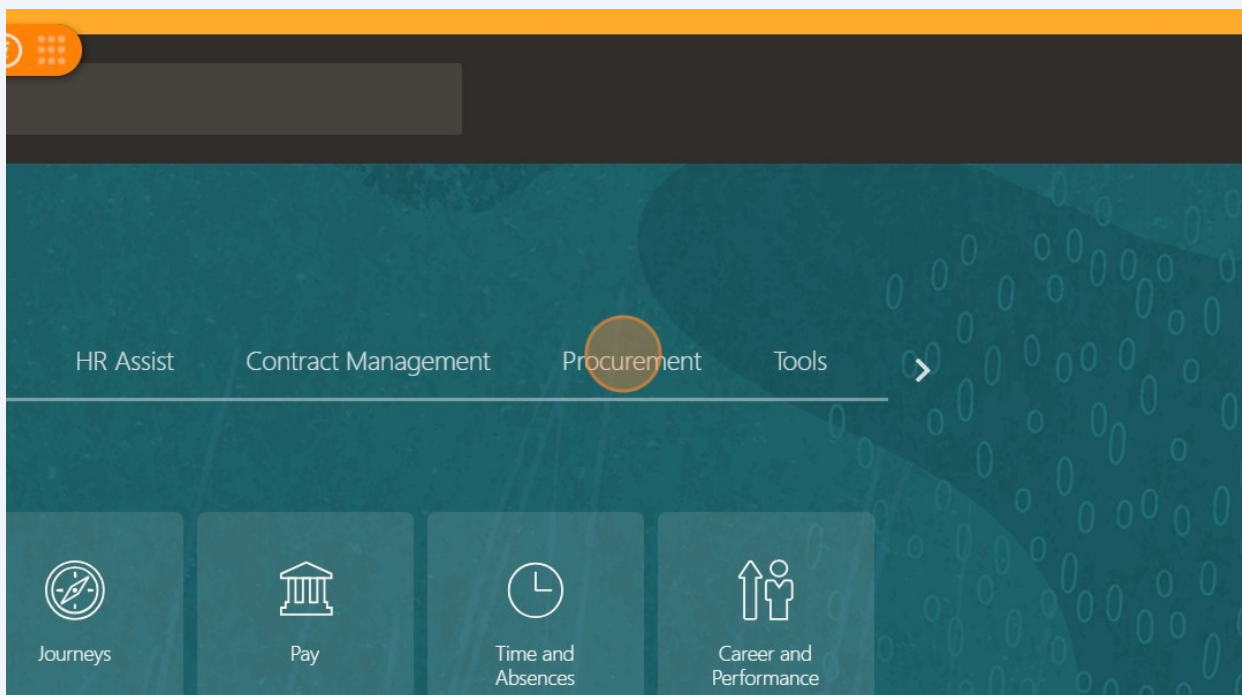 HR Assist Contract Management Procurement Tools
Journeys
Pay
Time and
Absences
Career and
Performance